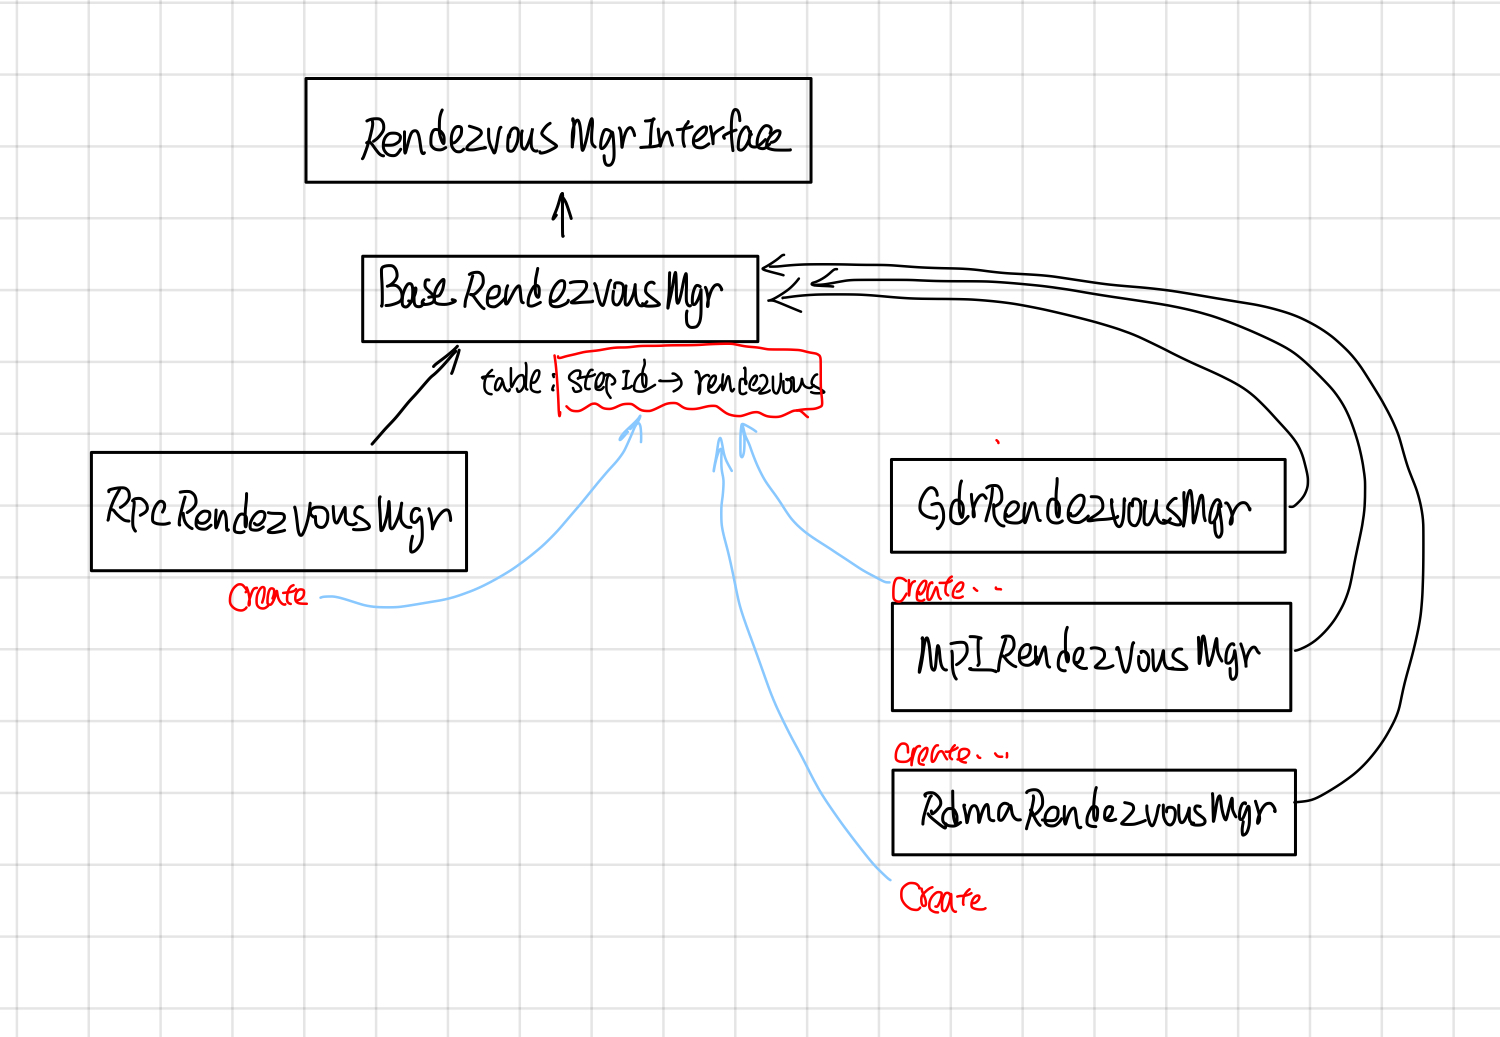 RendezvousMgrInterface
BaseRendezvousMgr
table: stepId→rendezvous
RpcRendezvousMgr
Create
GdrRendezvousMgr
Create...
MPIRendezvousMgr
Create...
RdmaRendezvousMgr
Create